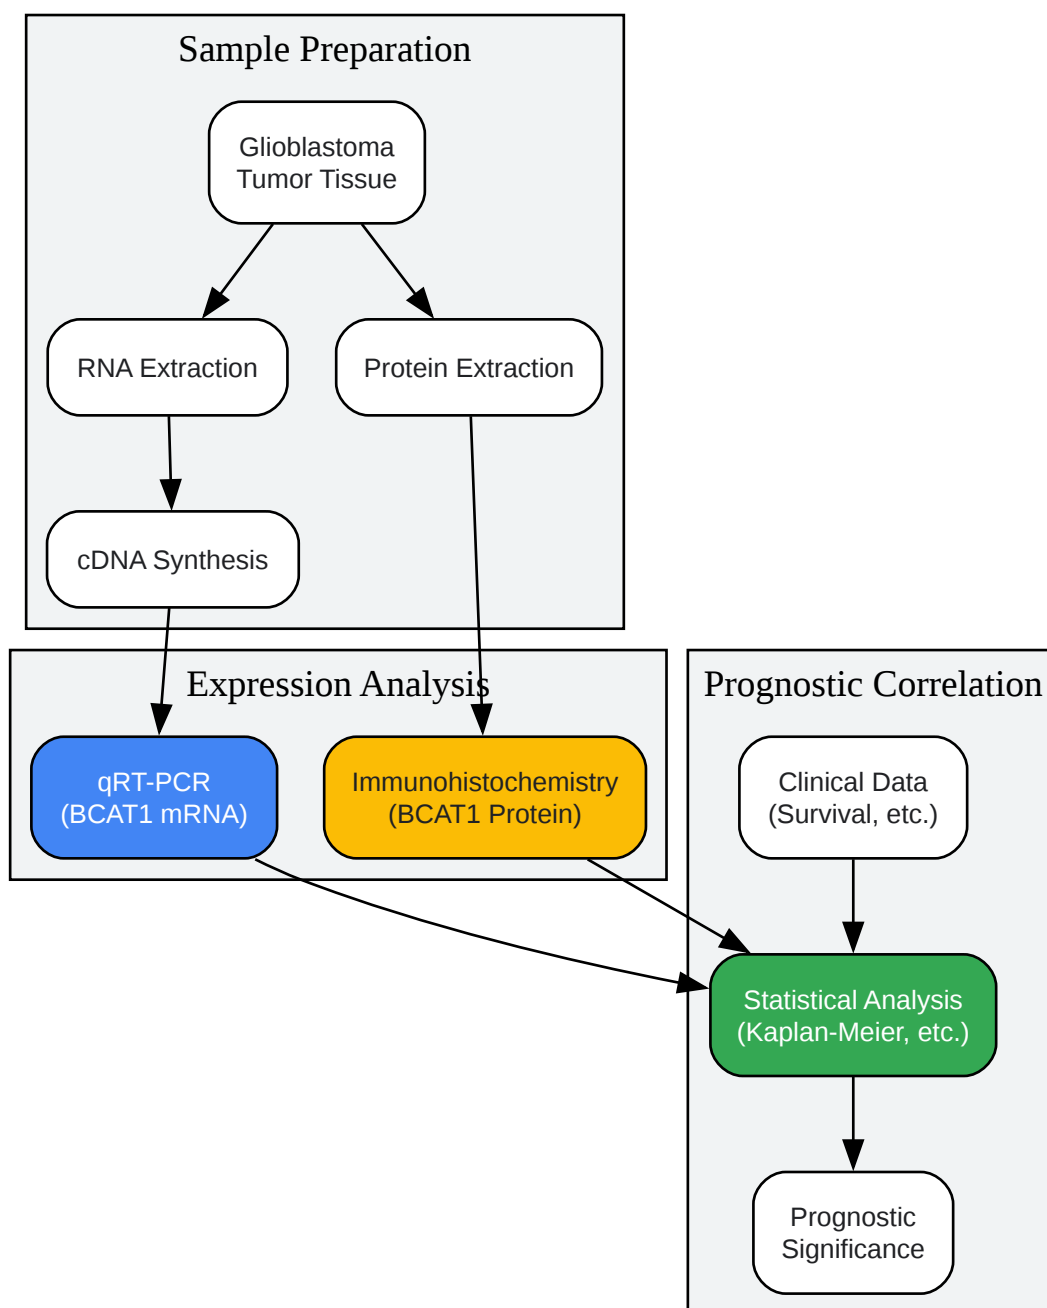 Sample Preparation
Glioblastoma
Tumor Tissue
RNA Extraction
Protein Extraction
cDNA Synthesis
Expression Analysis
qRT-PCR
(BCAT1 mRNA)
Immunohistochemistry
(BCAT1 Protein)
Prognostic Correlation
Clinical Data
(Survival, etc.)
Statistical Analysis
(Kaplan-Meier, etc.)
Prognostic
Significance